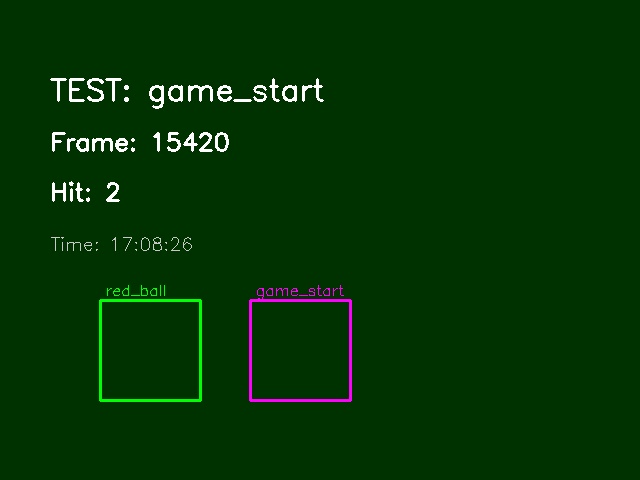 TEST: game_start
Frame: 15420
Hit: 2
Time: 17:08:26
red_ball game_start